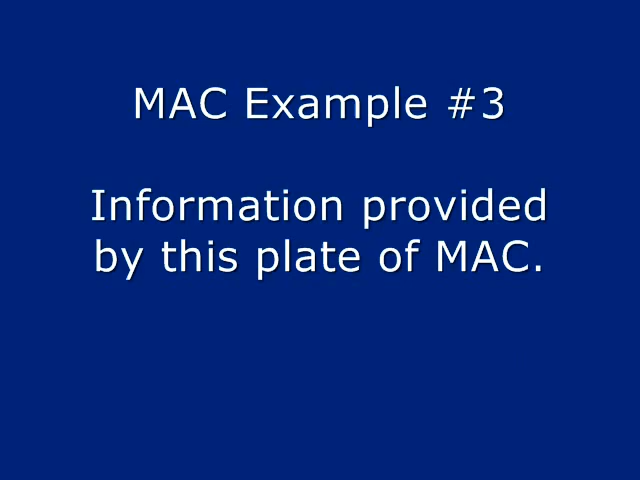 MAC Example #3
Information provided
by this plate of MAC.